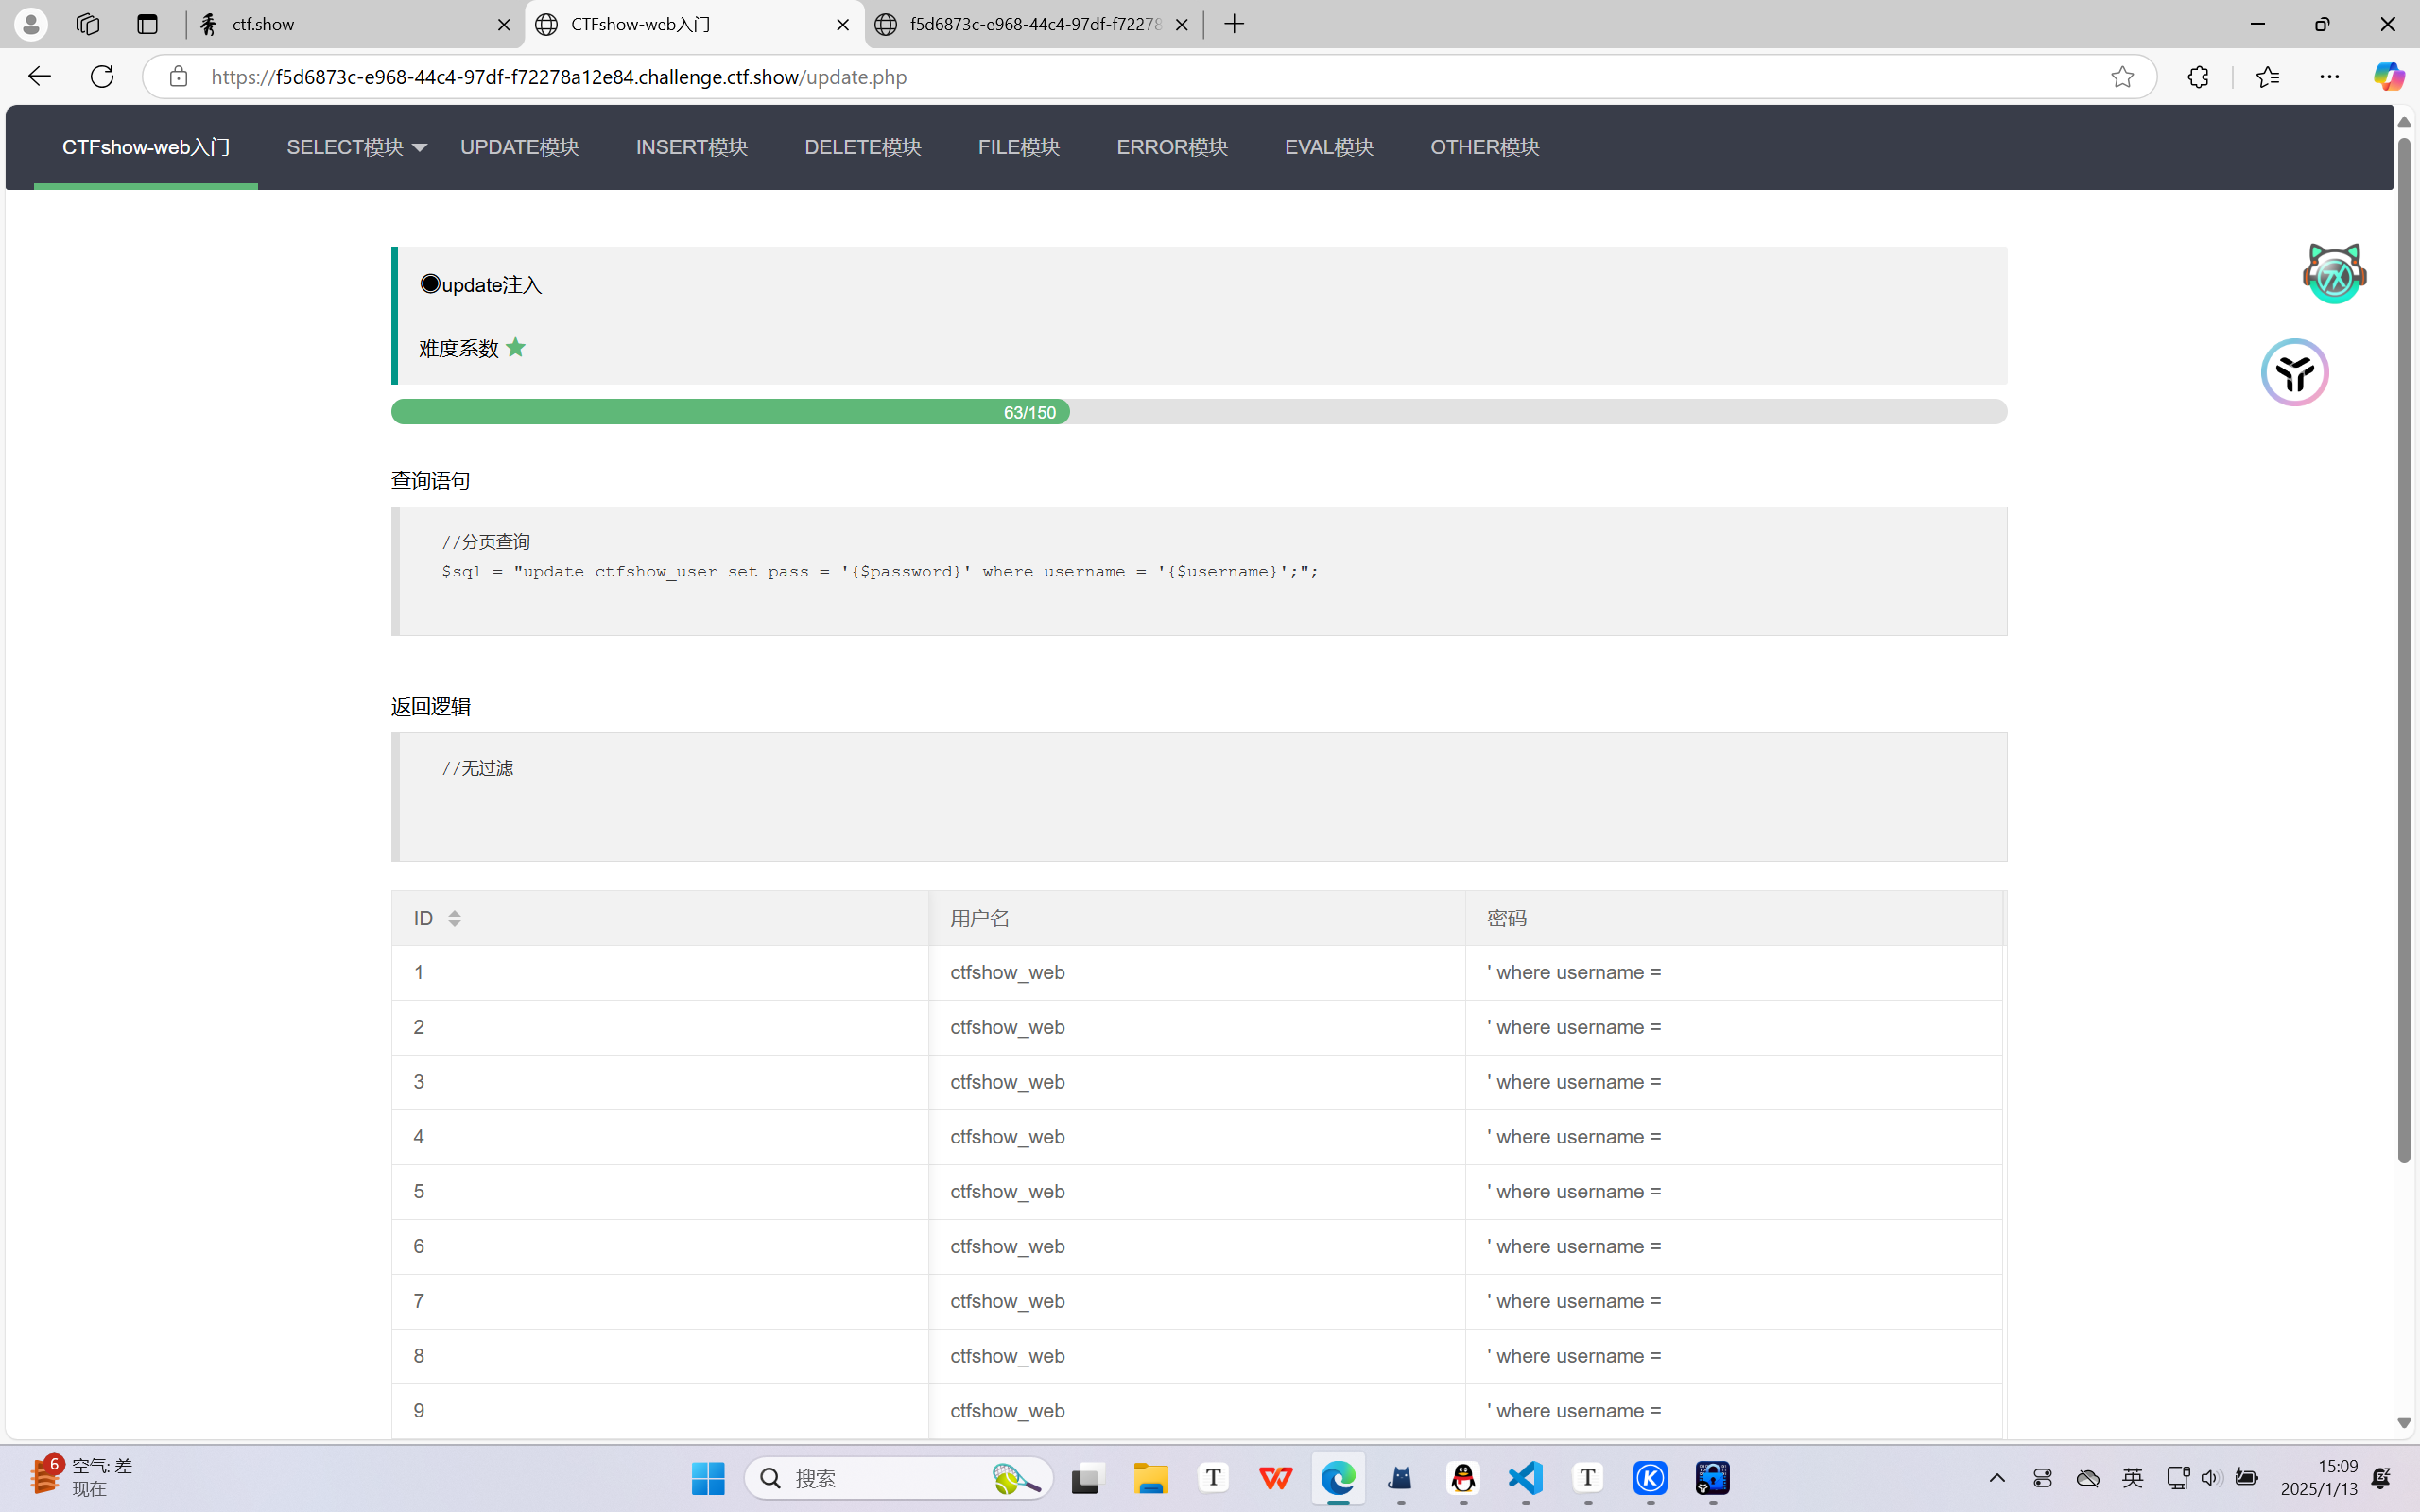 ctf.show
CTFshow-web入门
f5d6873c-e968-44c4-97df-f72278
https://f5d6873c-e968-44c4-97df-f72278a12e84.challenge.ctf.show/update.php
CTFshow-web入门 SELECT模块 UPDATE模块 INSERT模块 DELETE模块 FILE模块 ERROR模块 EVAL模块 OTHER模块
◉update注入
难度系数
63/150
查询语句
//分页查询
$sql = "update ctfshow_user set pass = '{$password}' where username = '{$username}';";
返回逻辑
//无过滤
ID 用户名 密码
1 ctfshow_web ' where username =
2 ctfshow_web ' where username =
3 ctfshow_web ' where username =
4 ctfshow_web ' where username =
5 ctfshow_web ' where username =
6 ctfshow_web ' where username =
7 ctfshow_web ' where username =
8 ctfshow_web ' where username =
9 ctfshow_web ' where username =
6
空气: 差
现在
搜索
英
15:09
2025/1/13